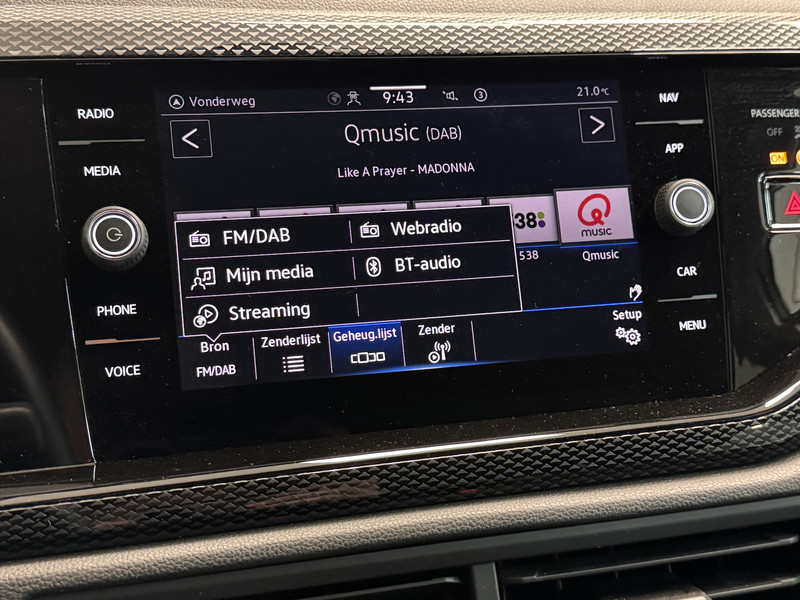 RADIO
MEDIA
PHONE
VOICE
Vonderweg
9:43
3
21.0°C
Qmusic (DAB)
Like A Prayer - MADONNA
FM/DAB
Webradio
Mijn media
BT-audio
Streaming
38
Q
MUSIC
538
Qmusic
Bron
FM/DAB
Zenderlijst
Geheug.lijst
Zender
Setup
NAV
APP
CAR
MENU
PASSENGER
OFF
ON